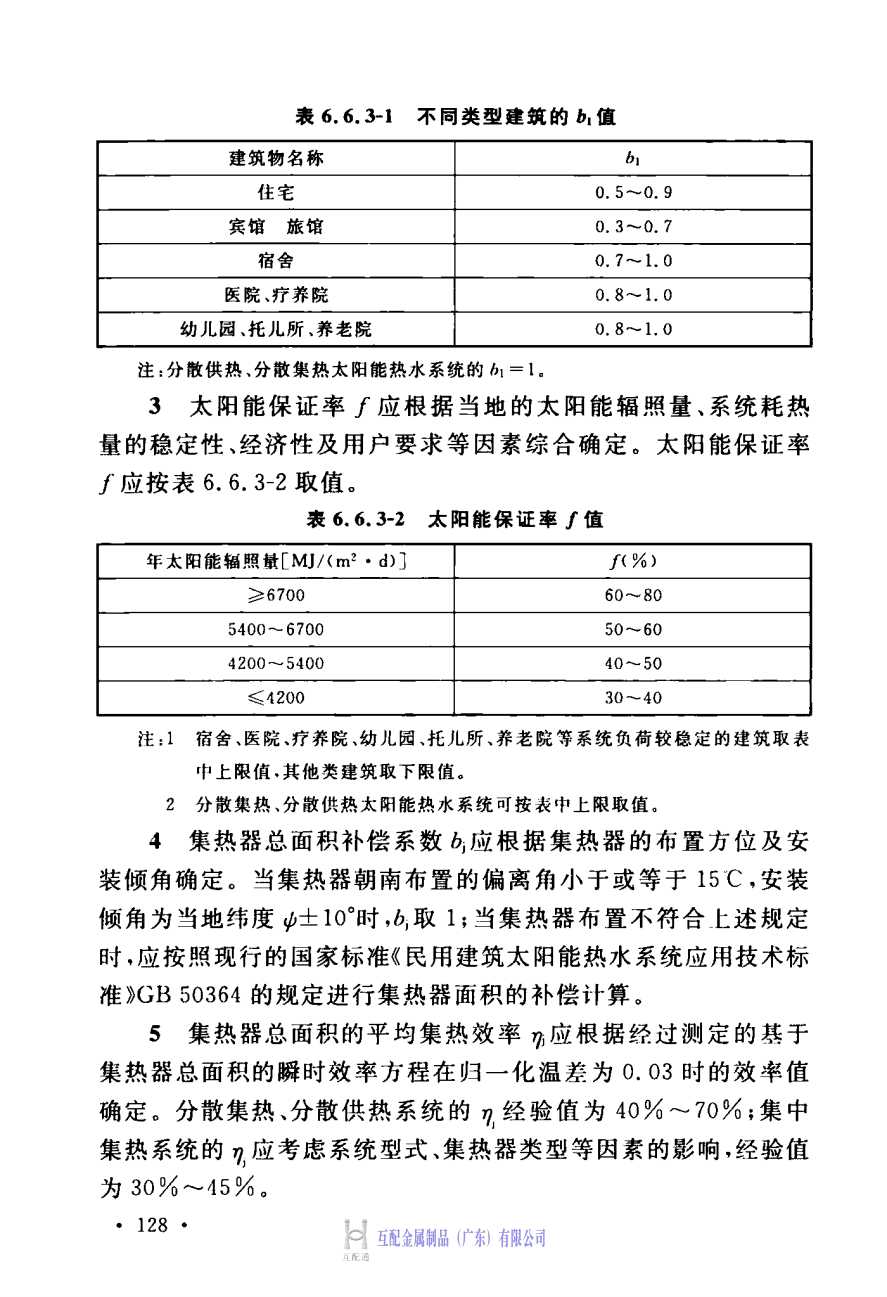 表 6.6.3-1 不同类型建筑的 b₁ 值
建筑物名称 b₁
住宅 0.5～0.9
宾馆 旅馆 0.3～0.7
宿舍 0.7～1.0
医院、疗养院 0.8～1.0
幼儿园、托儿所、养老院 0.8～1.0
注：分散供热、分散集热太阳能热水系统的 b₁＝1。
3 太阳能保证率 f 应根据当地的太阳能辐照量、系统耗热
量的稳定性、经济性及用户要求等因素综合确定。太阳能保证率
f 应按表 6.6.3-2 取值。
表 6.6.3-2 太阳能保证率 f 值
年太阳能辐照量[MJ/(m²·d)] f(%)
≥6700 60～80
5400～6700 50～60
4200～5400 40～50
≤4200 30～40
注：1 宿舍、医院、疗养院、幼儿园、托儿所、养老院等系统负荷较稳定的建筑取表
中上限值，其他类建筑取下限值。
2 分散集热、分散供热太阳能热水系统可按表中上限取值。
4 集热器总面积补偿系数 bj 应根据集热器的布置方位及安
装倾角确定。当集热器朝南布置的偏离角小于或等于 15℃，安装
倾角为当地纬度 ψ±10°时，bj 取 1；当集热器布置不符合上述规定
时，应按照现行的国家标准《民用建筑太阳能热水系统应用技术标
准》GB 50364 的规定进行集热器面积的补偿计算。
5 集热器总面积的平均集热效率 ηj 应根据经过测定的基于
集热器总面积的瞬时效率方程在归一化温差为 0.03 时的效率值
确定。分散集热、分散供热系统的 ηj 经验值为 40%～70%；集中
集热系统的 ηj 应考虑系统型式、集热器类型等因素的影响，经验值
为 30%～45%。
· 128 ·
互配金属制品（广东）有限公司
互配通